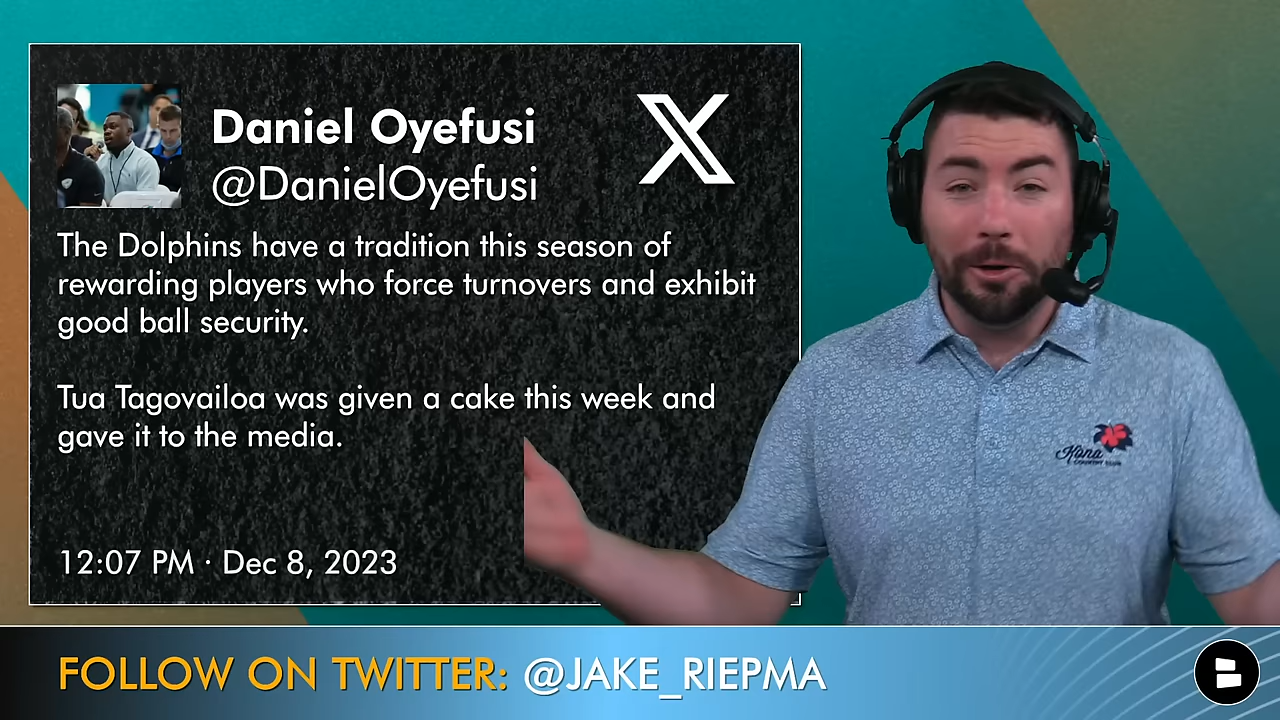 Daniel Oyefusi
@DanielOyefusi
The Dolphins have a tradition this season of
rewarding players who force turnovers and exhibit
good ball security.
Tua Tagovailoa was given a cake this week and
gave it to the media.
12:07 PM · Dec 8, 2023
Kona
COUNTRY CLUB
FOLLOW ON TWITTER: @JAKE_RIEPMA